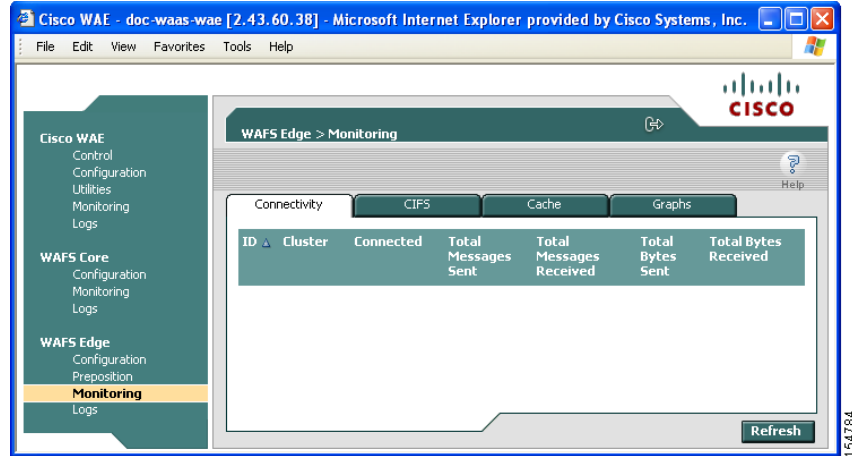 Cisco WAE - doc-waas-wae [2.43.60.38] - Microsoft Internet Explorer provided by Cisco Systems, Inc.
File Edit View Favorites Tools Help
CISCO
WAFS Edge > Monitoring
Help
Cisco WAE
Control
Configuration
Utilities
Monitoring
Logs
WAFS Core
Configuration
Monitoring
Logs
WAFS Edge
Configuration
Preposition
Monitoring
Logs
Connectivity CIFS Cache Graphs
ID Cluster Connected Total Messages Sent Total Messages Received Total Bytes Sent Total Bytes Received
Refresh
154784